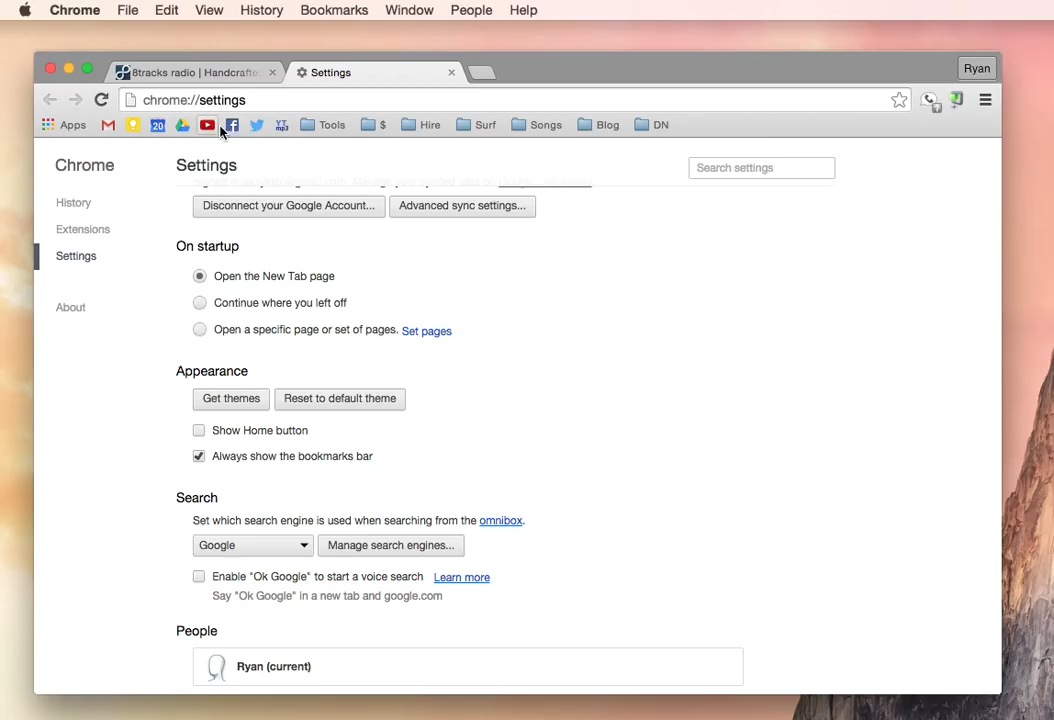 Chrome File Edit View History Bookmarks Window People Help
8tracks radio | Handcrafte Settings Ryan
chrome://settings
Apps 20 YT mp3 Tools $ Hire Surf Songs Blog DN
Chrome Settings Search settings
History
Extensions
Settings
About
Disconnect your Google Account... Advanced sync settings...
On startup
Open the New Tab page
Continue where you left off
Open a specific page or set of pages. Set pages
Appearance
Get themes Reset to default theme
Show Home button
Always show the bookmarks bar
Search
Set which search engine is used when searching from the omnibox.
Google Manage search engines...
Enable "Ok Google" to start a voice search Learn more
Say "Ok Google" in a new tab and google.com
People
Ryan (current)